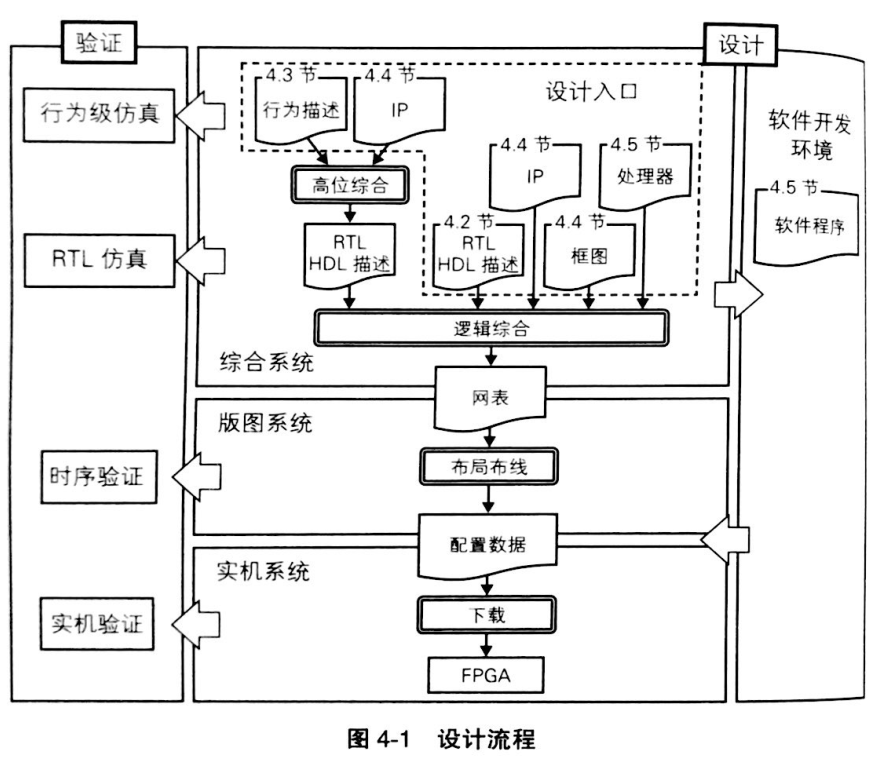 验证
设计
行为级仿真
4.3 节
行为描述
4.4 节
IP
设计入口
软件开发
环境
高位综合
4.4 节
IP
4.5 节
处理器
4.5 节
软件程序
RTL 仿真
RTL
HDL 描述
4.2 节
RTL
HDL 描述
4.4 节
框图
逻辑综合
综合系统
网表
版图系统
时序验证
布局布线
配置数据
实机系统
实机验证
下载
FPGA
图 4-1 设计流程